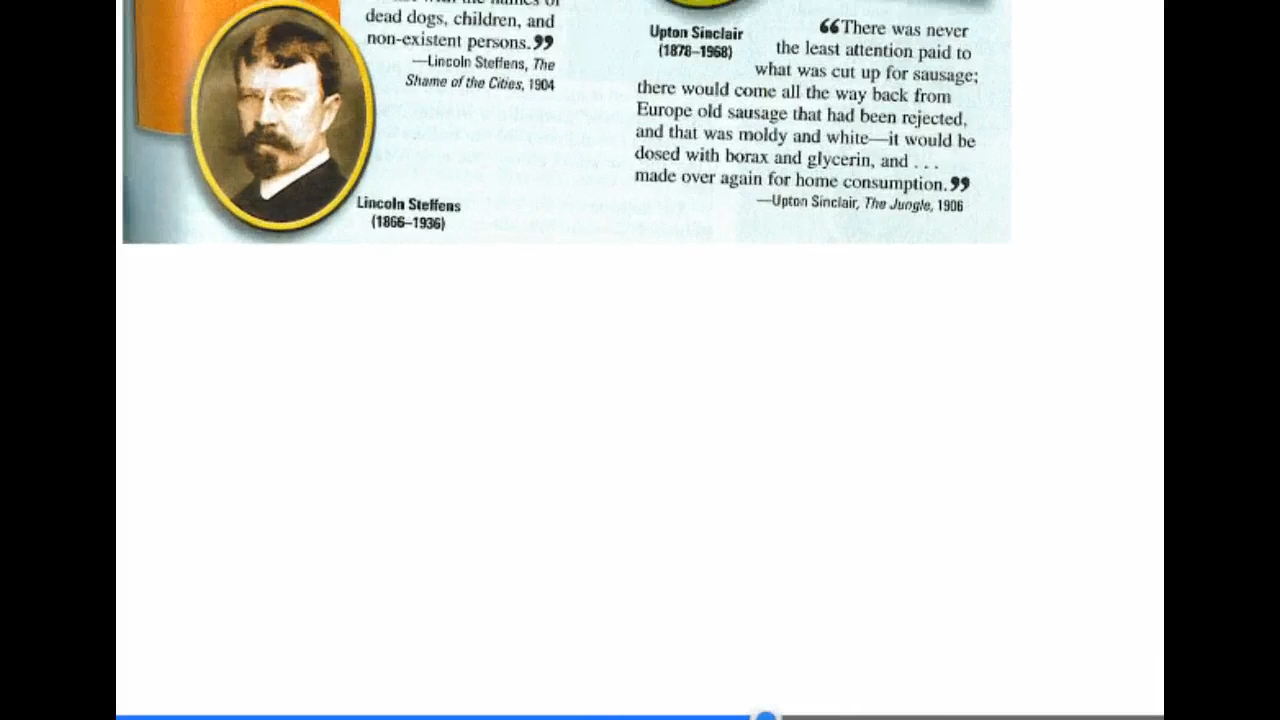 dead dogs, children, and
non-existent persons.”
—Lincoln Steffens, The
Shame of the Cities, 1904
Lincoln Steffens
(1866–1936)
Upton Sinclair
(1878–1968)
“There was never
the least attention paid to
what was cut up for sausage;
there would come all the way back from
Europe old sausage that had been rejected,
and that was moldy and white—it would be
dosed with borax and glycerin, and . . .
made over again for home consumption.”
—Upton Sinclair, The Jungle, 1906